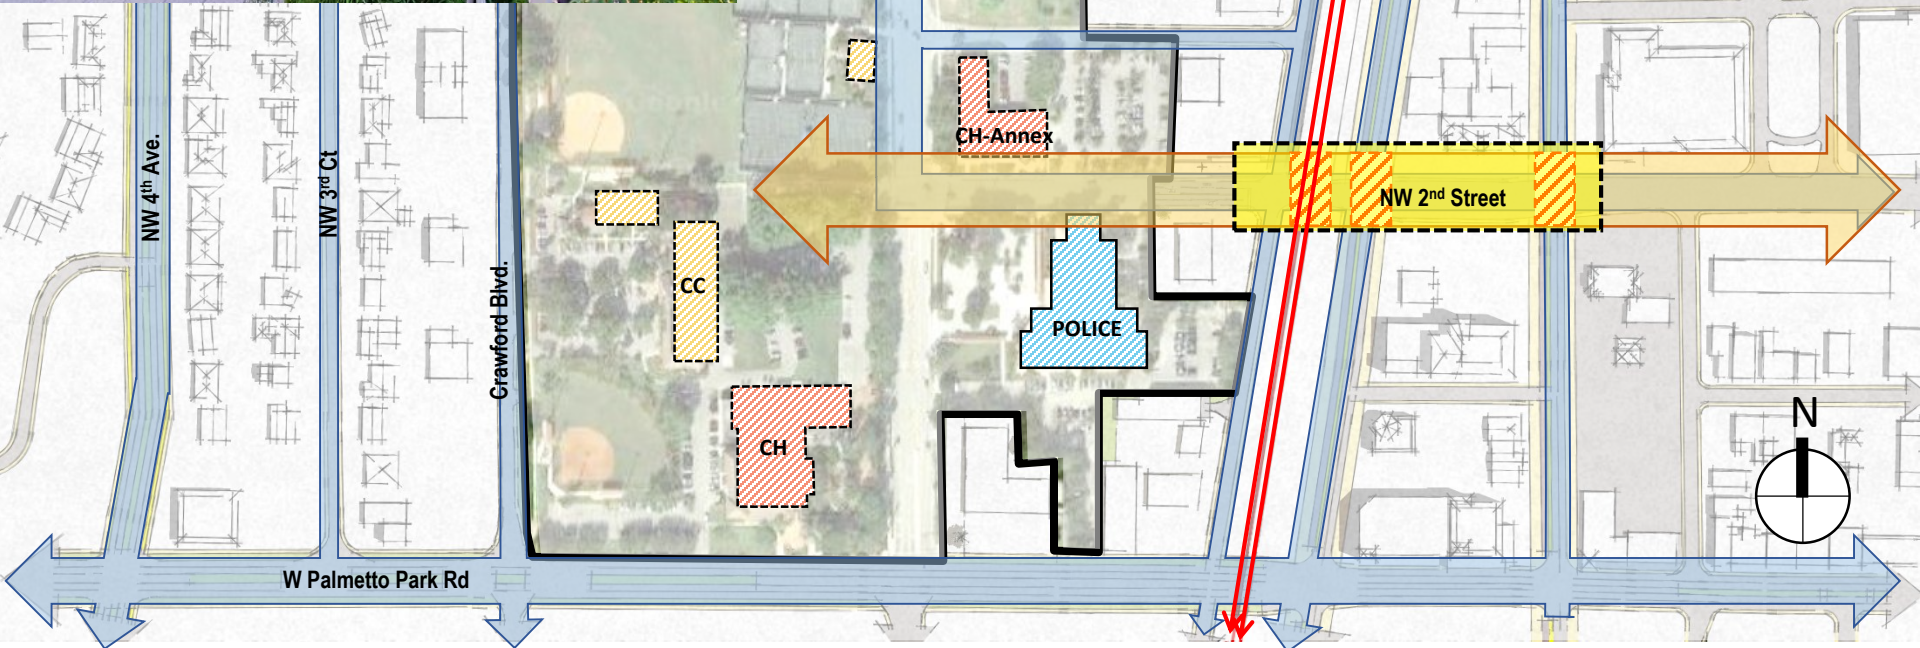 CH-Annex
NW 4th Ave.
NW 3rd Ct
NW 2nd Street
Crawford Blvd.
CC
POLICE
N
CH
W Palmetto Park Rd